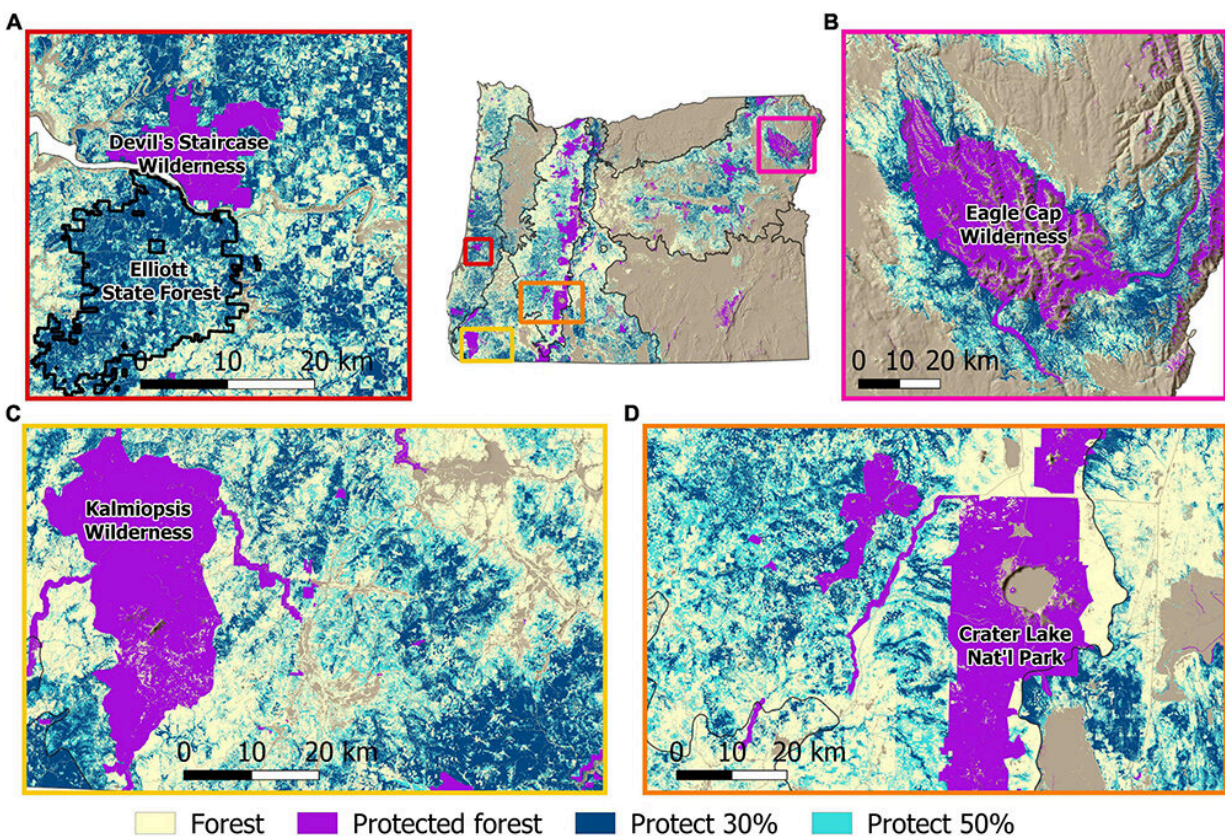 A
Devil's Staircase
Wilderness
Elliott
State Forest
0 10 20 km
B
Eagle Cap
Wilderness
0 10 20 km
C
Kalmiopsis
Wilderness
0 10 20 km
D
Crater Lake
Nat'l Park
0 10 20 km
Forest Protected forest Protect 30% Protect 50%